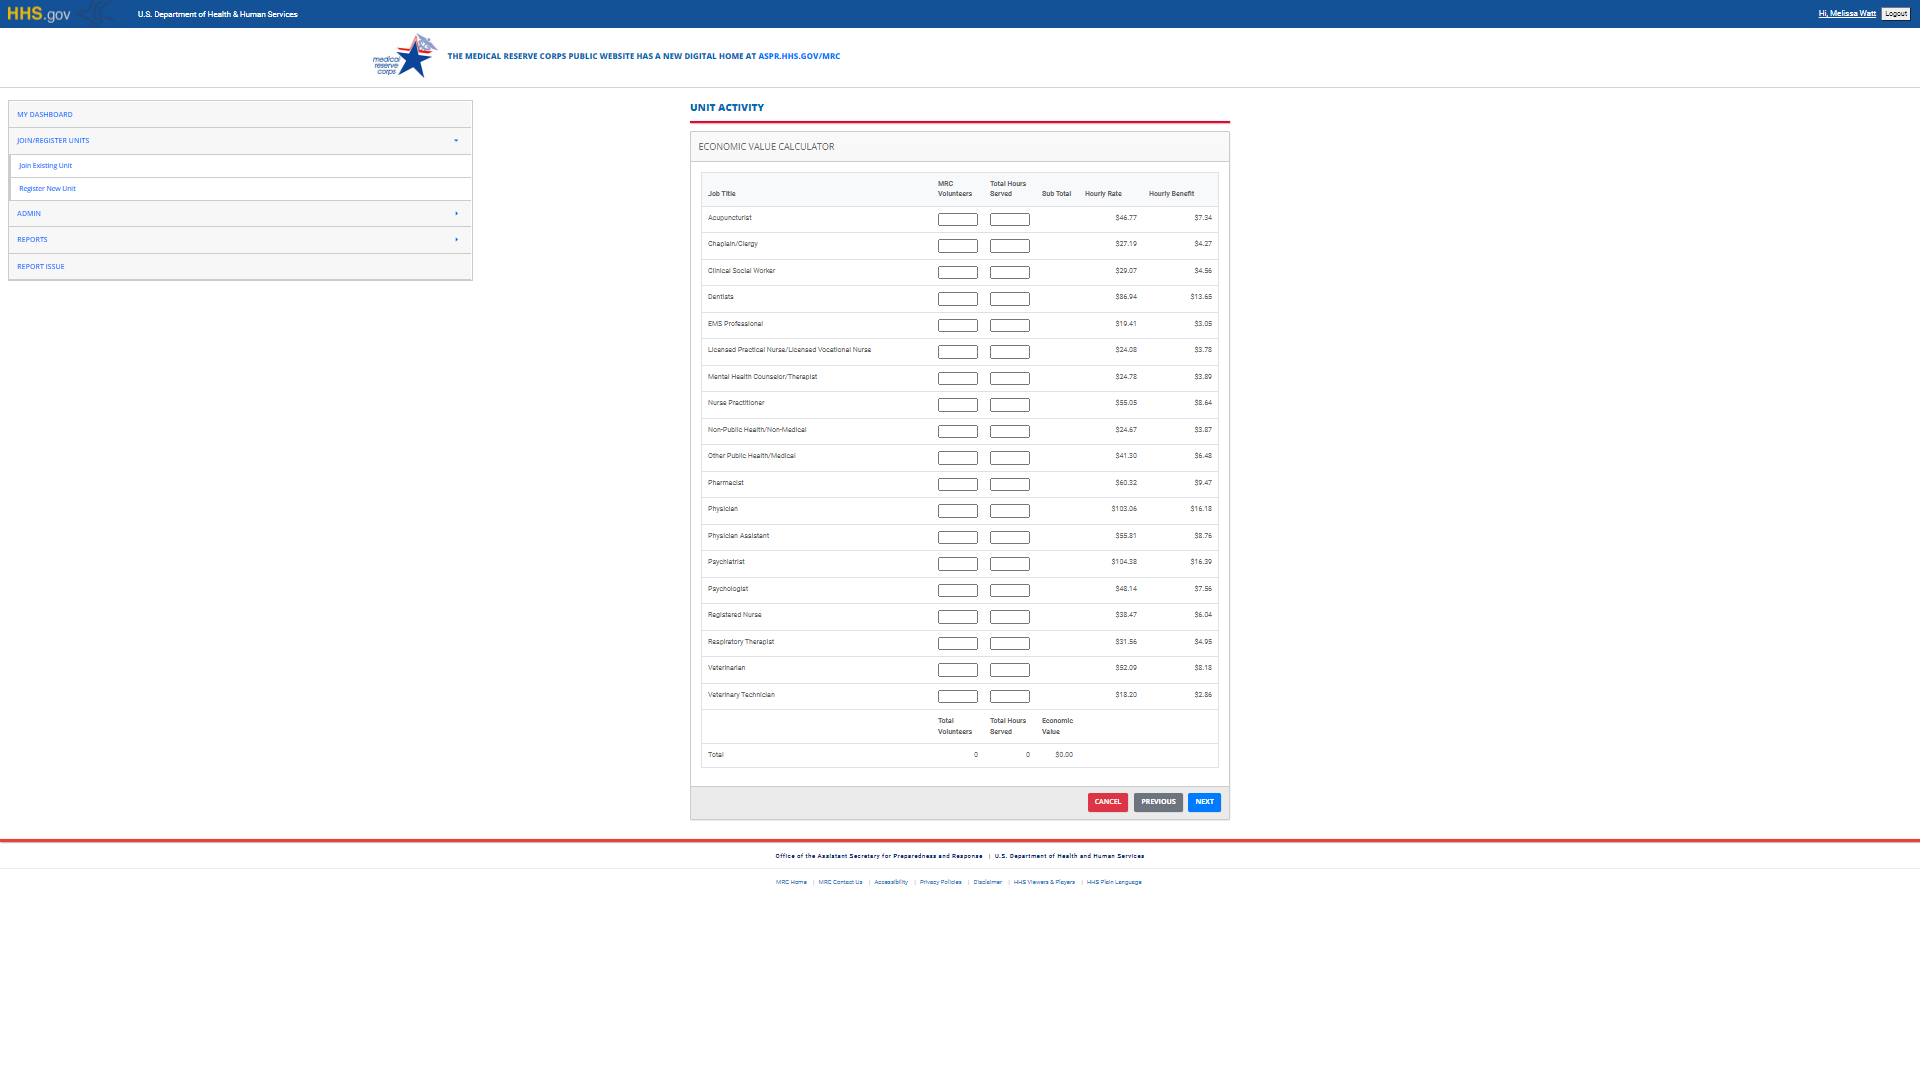 HHS.gov
U.S. Department of Health & Human Services
Hi, Melissa Watt Logout
medical reserve corps
THE MEDICAL RESERVE CORPS PUBLIC WEBSITE HAS A NEW DIGITAL HOME AT ASPR.HHS.GOV/MRC
MY DASHBOARD
JOIN/REGISTER UNITS
Join Existing Unit
Register New Unit
ADMIN
REPORTS
REPORT ISSUE
UNIT ACTIVITY
ECONOMIC VALUE CALCULATOR
Job Title MRC Volunteers Total Hours Served Sub Total Hourly Rate Hourly Benefit
Acupuncturist $46.77 $7.34
Chaplain/Clergy $27.19 $4.27
Clinical Social Worker $29.07 $4.56
Dentists $86.94 $13.65
EMS Professional $19.41 $3.05
Licensed Practical Nurse/Licensed Vocational Nurse $24.08 $3.78
Mental Health Counselor/Therapist $24.78 $3.89
Nurse Practitioner $55.05 $8.64
Non-Public Health/Non-Medical $24.67 $3.87
Other Public Health/Medical $41.30 $6.48
Pharmacist $60.32 $9.47
Physician $103.06 $16.18
Physician Assistant $55.81 $8.76
Psychiatrist $104.38 $16.39
Psychologist $48.14 $7.56
Registered Nurse $38.47 $6.04
Respiratory Therapist $31.56 $4.95
Veterinarian $52.09 $8.18
Veterinary Technician $18.20 $2.86
Total Volunteers Total Hours Served Economic Value
Total 0 0 $0.00
CANCEL PREVIOUS NEXT
Office of the Assistant Secretary for Preparedness and Response | U.S. Department of Health and Human Services
MRC Home | MRC Contact Us | Accessibility | Privacy Policies | Disclaimer | HHS Viewers & Players | HHS Plain Language